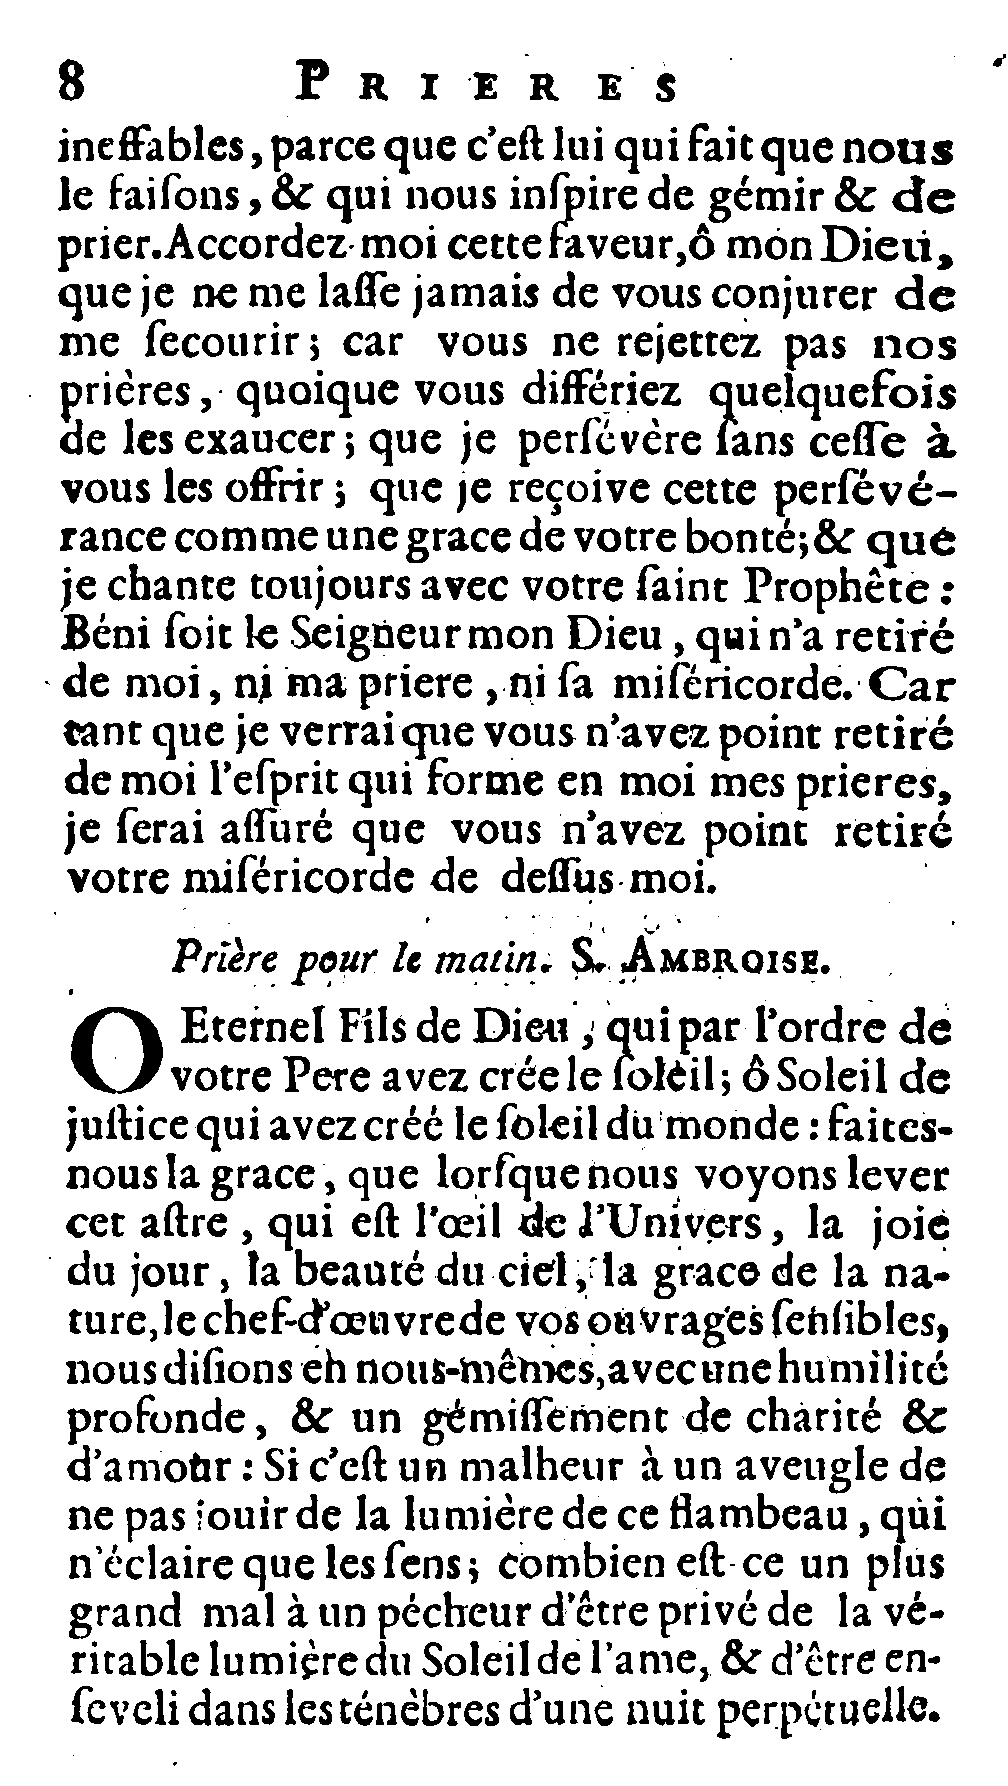 8 PRIERES
ineffables, parce que c'eſt lui qui fait que nous
le faiſons, & qui nous inſpire de gémir & de
prier. Accordez-moi cette faveur, ô mon Dieu,
que je ne me laſſe jamais de vous conjurer de
me ſecourir; car vous ne rejettez pas nos
prières, quoique vous différiez quelquefois
de les exaucer; que je perſévère ſans ceſſe à
vous les offrir; que je reçoive cette perſévé-
rance comme une grace de votre bonté; & que
je chante toujours avec votre ſaint Prophête:
Béni ſoit le Seigneur mon Dieu, qui n'a retiré
de moi, ni ma priere, ni ſa miſéricorde. Car
tant que je verrai que vous n'avez point retiré
de moi l'eſprit qui forme en moi mes prieres,
je ſerai aſſuré que vous n'avez point retiré
votre miſéricorde de deſſus moi.
Prière pour le matin. S. AMBROISE.
O Eternel Fils de Dieu, qui par l'ordre de
votre Pere avez crée le ſoleil; ô Soleil de
juſtice qui avez créé le ſoleil du monde: faites-
nous la grace, que lorſque nous voyons lever
cet aſtre, qui eſt l'œil de l'Univers, la joie
du jour, la beauté du ciel, la grace de la na-
ture, le chef-d'œuvre de vos ouvrages ſenſibles,
nous diſions en nous-mêmes, avec une humilité
profonde, & un gémiſſement de charité &
d'amour: Si c'eſt un malheur à un aveugle de
ne pas jouir de la lumière de ce flambeau, qui
n'éclaire que les ſens; combien eſt-ce un plus
grand mal à un pécheur d'être privé de la vé-
ritable lumière du Soleil de l'ame, & d'être en-
ſeveli dans les ténèbres d'une nuit perpétuelle.